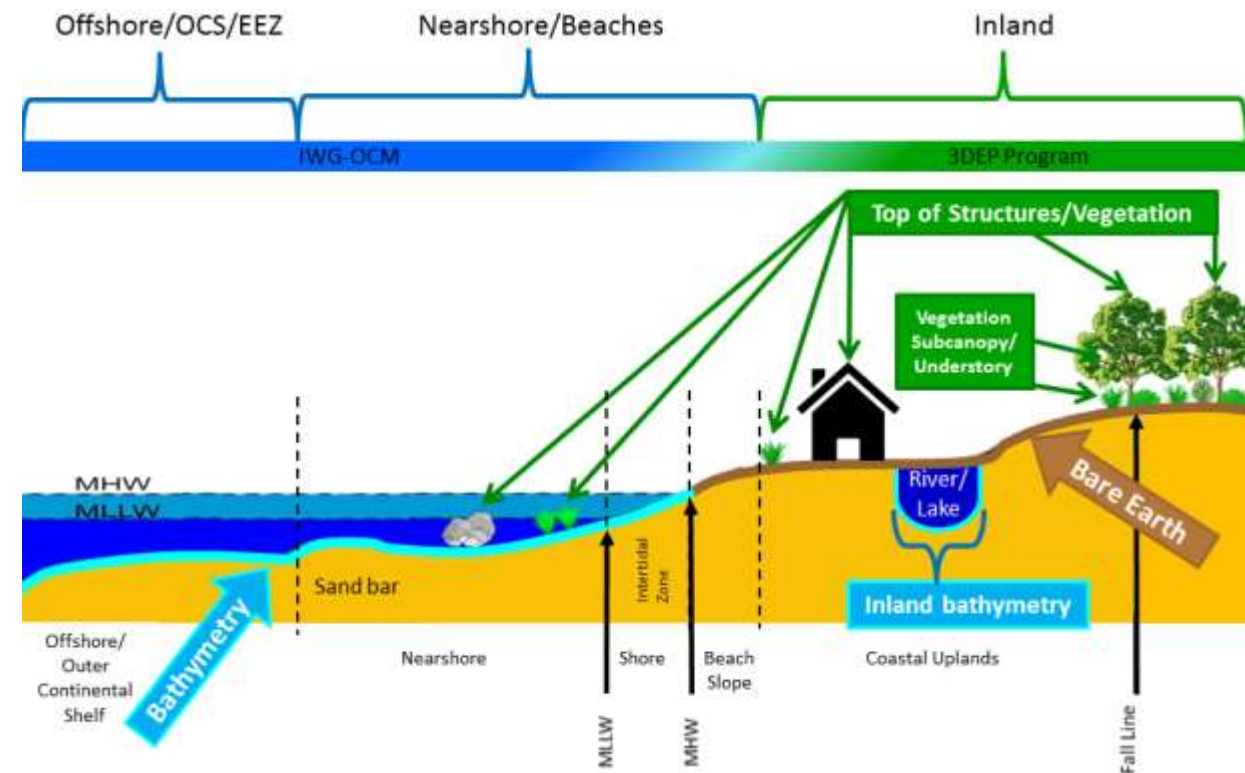 Offshore/OCS/EEZ
Nearshore/Beaches
Inland
IWG-OCM
3DEP Program
Top of Structures/Vegetation
Vegetation
Subcanopy/
Understory
MHW
MLLW
River/
Lake
Bare Earth
Sand bar
Intertidal
Zone
Inland bathymetry
Bathymetry
Offshore/
Outer
Continental
Shelf
Nearshore
Shore
Beach
Slope
Coastal Uplands
MLLW
MHW
Fall Line